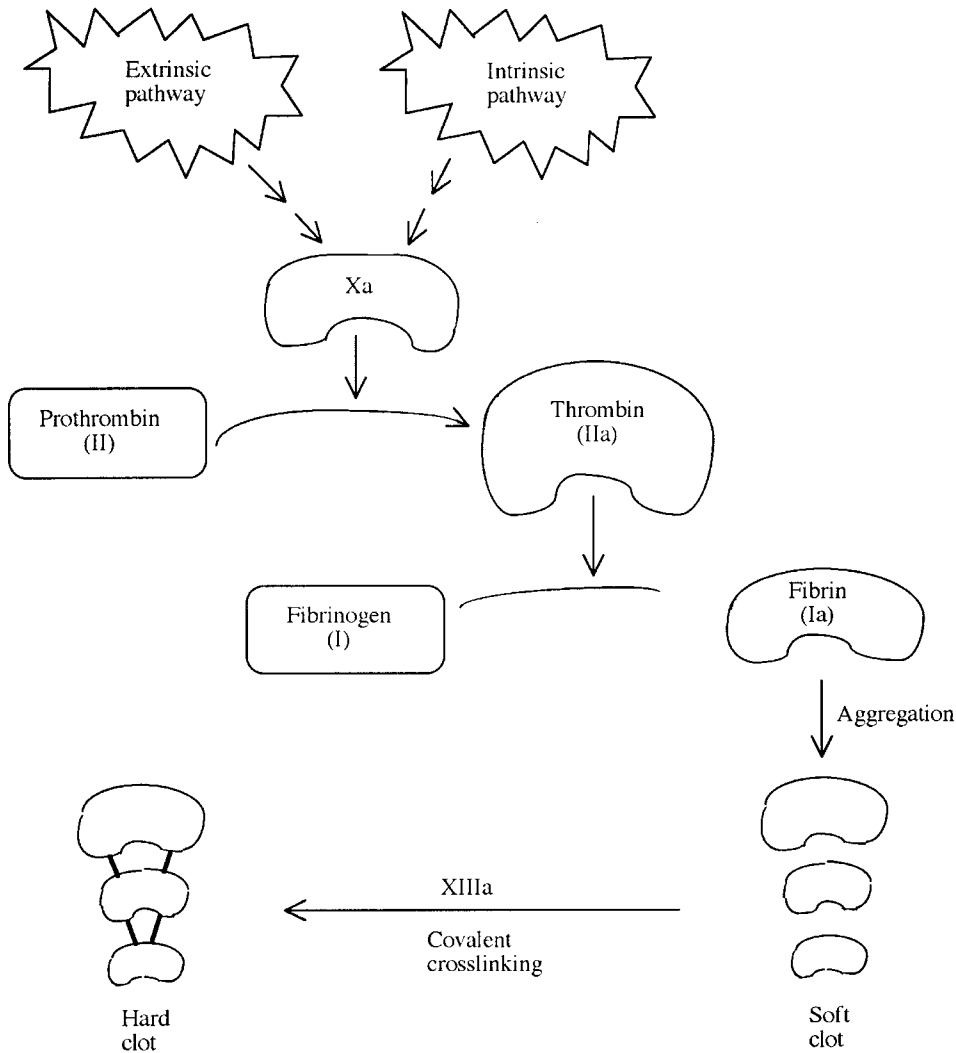 Extrinsic
pathway
Intrinsic
pathway
Xa
Prothrombin
(II)
Thrombin
(IIa)
Fibrinogen
(I)
Fibrin
(Ia)
Aggregation
XIIIa
Covalent
crosslinking
Hard
clot
Soft
clot